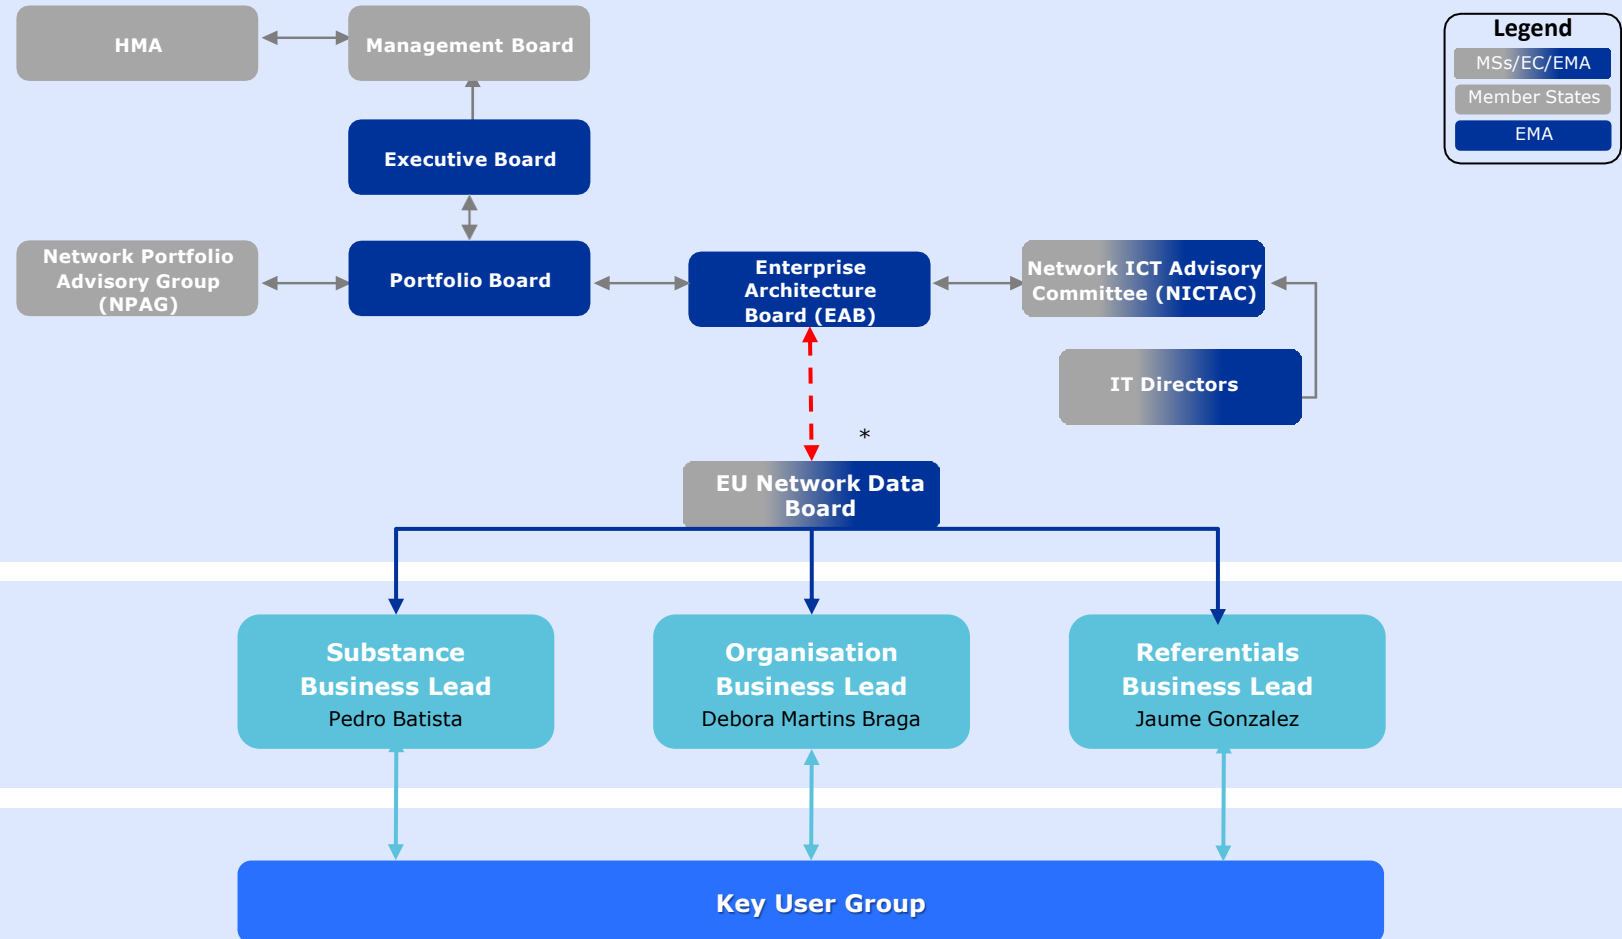 HMA
Management Board
Legend
MSs/EC/EMA
Member States
EMA
Executive Board
Network Portfolio
Advisory Group
(NPAG)
Portfolio Board
Enterprise
Architecture
Board (EAB)
Network ICT Advisory
Committee (NICTAC)
IT Directors
*
EU Network Data
Board
Substance
Business Lead
Pedro Batista
Organisation
Business Lead
Debora Martins Braga
Referentials
Business Lead
Jaume Gonzalez
Key User Group